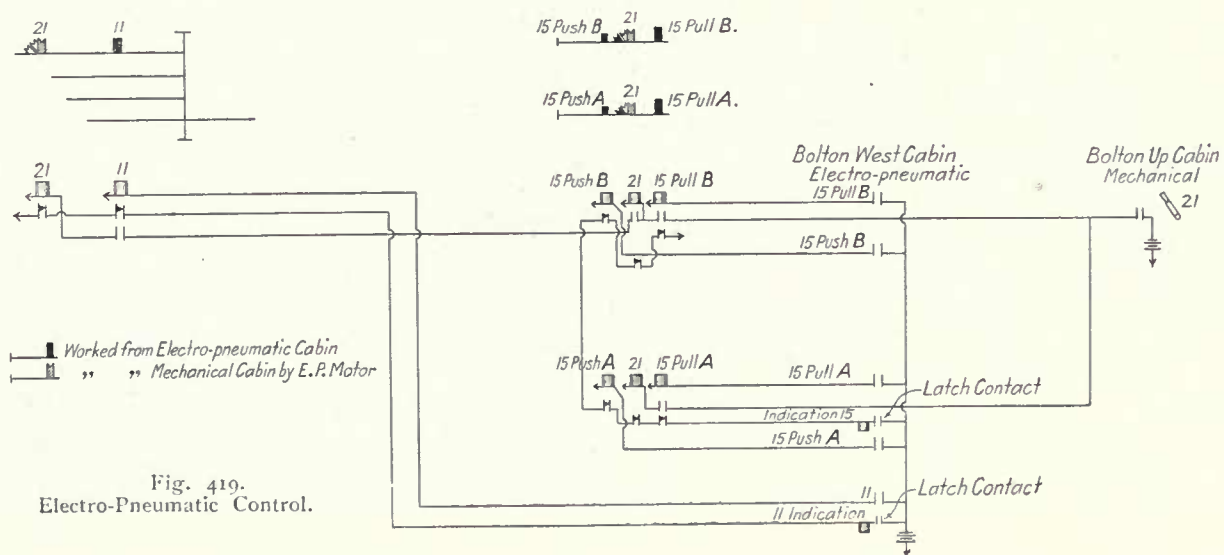 21
11
15 Push B
21
15 Pull B.
15 Push A
21
15 Pull A.
Bolton West Cabin
Electro-pneumatic
Bolton Up Cabin
Mechanical
21
21
11
15 Push B
21
15 Pull B
15 Pull B
15 Push B
Worked from Electro-pneumatic Cabin
„ „ Mechanical Cabin by E.P. Motor
15 Push A
21
15 Pull A
15 Pull A
Latch Contact
Indication 15
15 Push A
Fig. 419.
Electro-Pneumatic Control.
11
Latch Contact
11 Indication